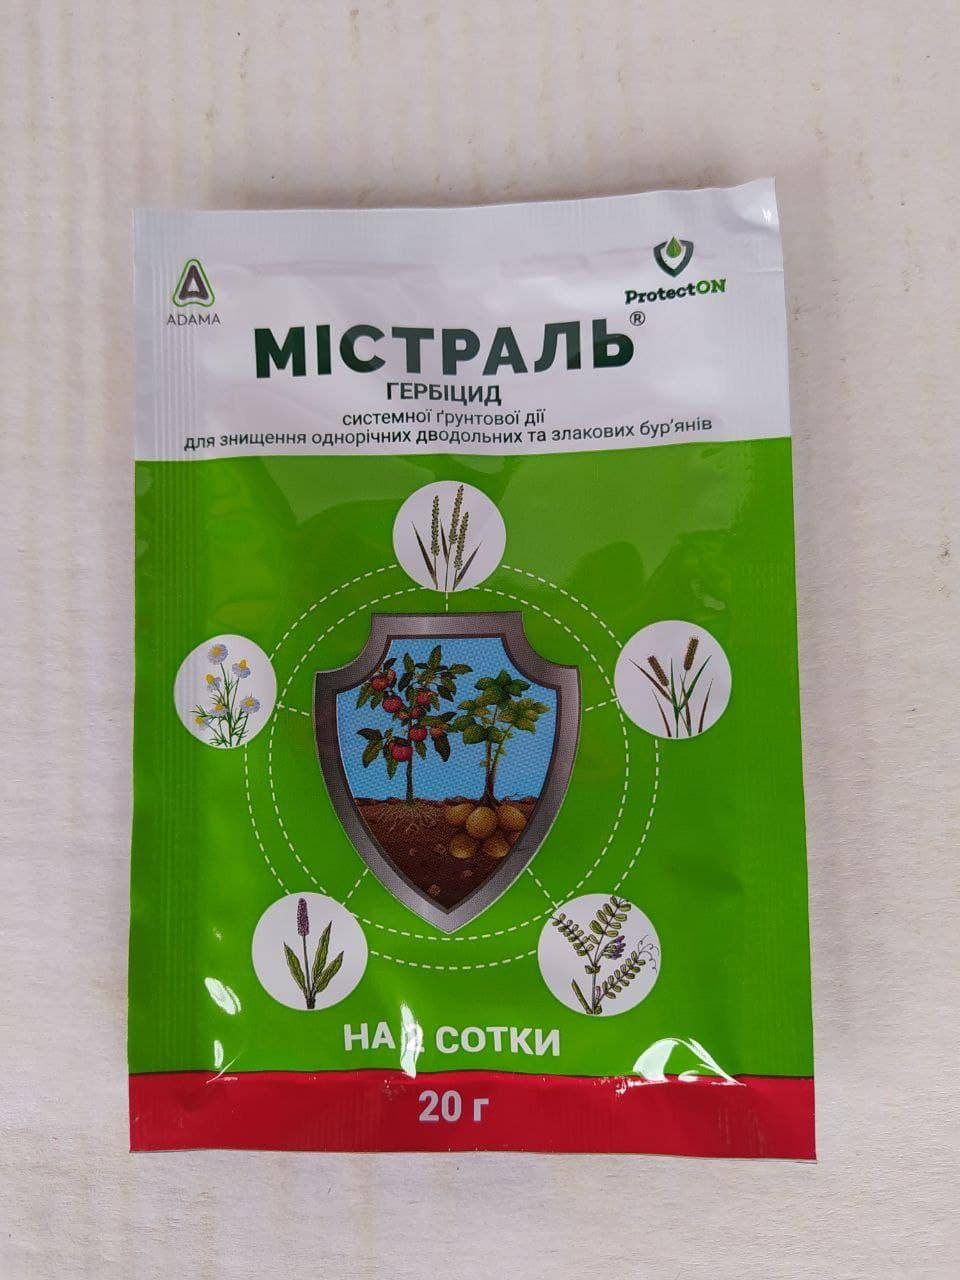 ADAMA
ProtectON
МІСТРАЛЬ®
ГЕРБІЦИД
системної ґрунтової дії
для знищення однорічних дводольних та злакових бур'янів
НА 2 СОТКИ
20 г